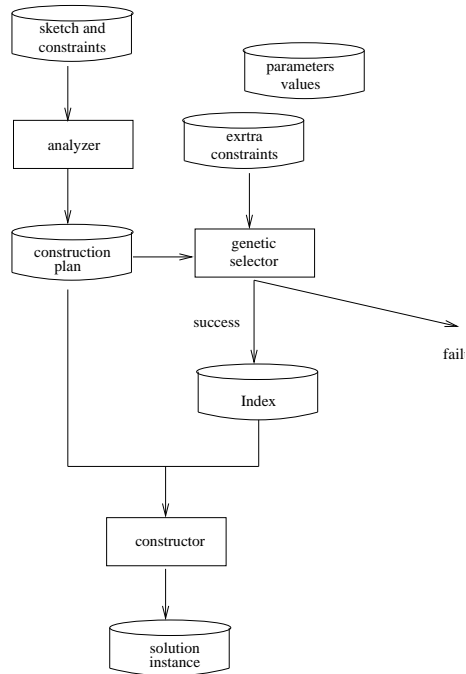 sketch and
constraints
parameters
values
exrtra
constraints
analyzer
construction
plan
genetic
selector
success
Index
constructor
solution
instance